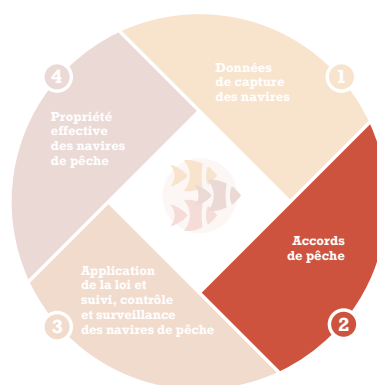 1
Données
de capture
des navires
2
Accords
de pêche
3
Application
de la loi et
suivi, contrôle
et surveillance
des navires de pêche
4
Propriété
effective
des navires
de pêche